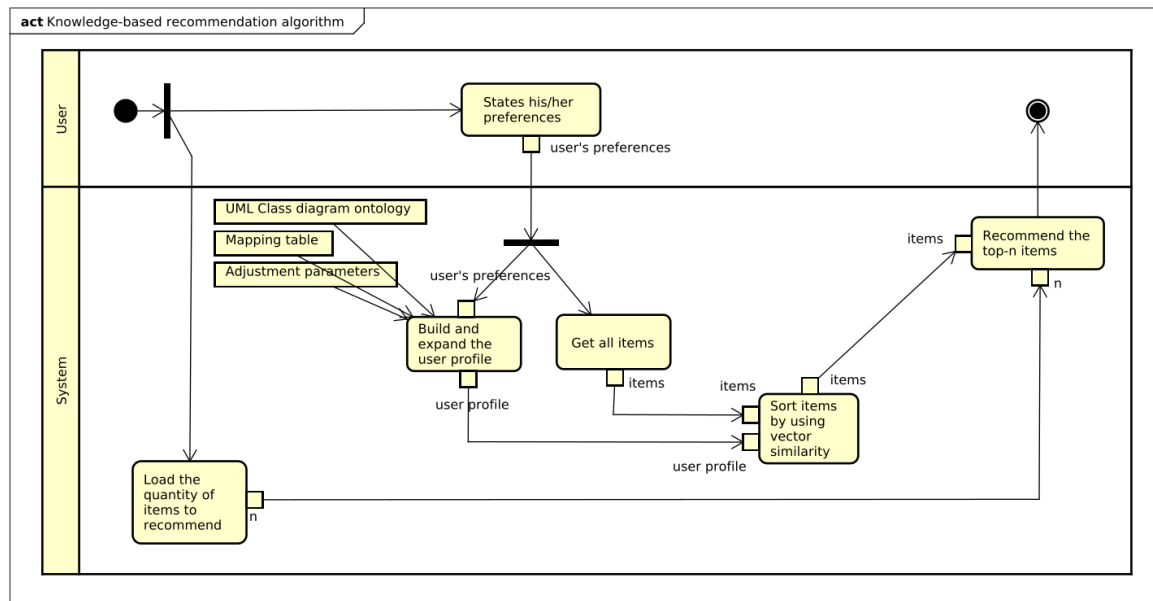 act Knowledge-based recommendation algorithm
User
States his/her
preferences
user's preferences
System
UML Class diagram ontology
Mapping table
Adjustment parameters
user's preferences
Build and
expand the
user profile
user profile
Get all items
items
items
user profile
Sort items
by using
vector
similarity
items
items
Recommend the
top-n items
n
Load the
quantity of
items to
recommend
n